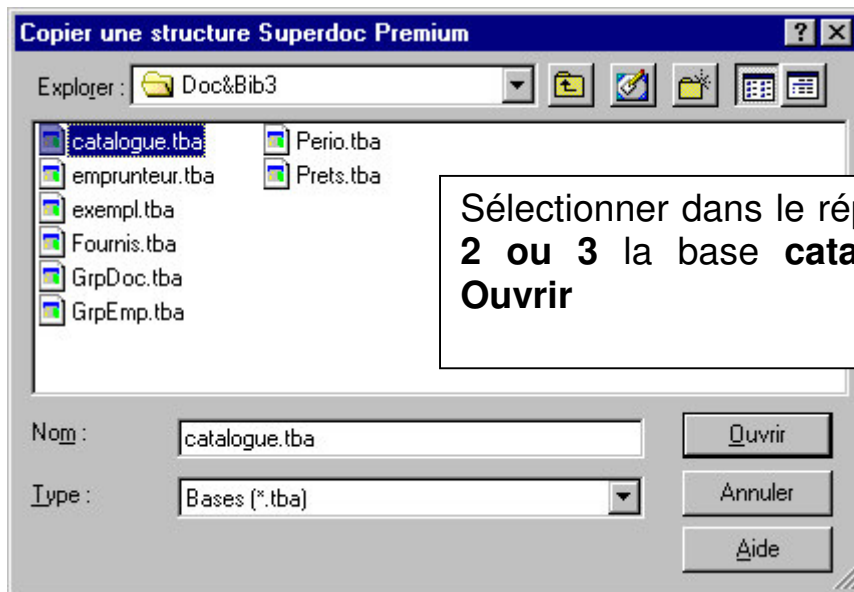 Copier une structure Superdoc Premium
Explorer : Doc&Bib3
catalogue.tba Perio.tba
emprunteur.tba Prets.tba
exempl.tba
Fournis.tba
GrpDoc.tba
GrpEmp.tba
Sélectionner dans le rép
2 ou 3 la base cata
Ouvrir
Nom : catalogue.tba Ouvrir
Type : Bases (*.tba) Annuler
Aide